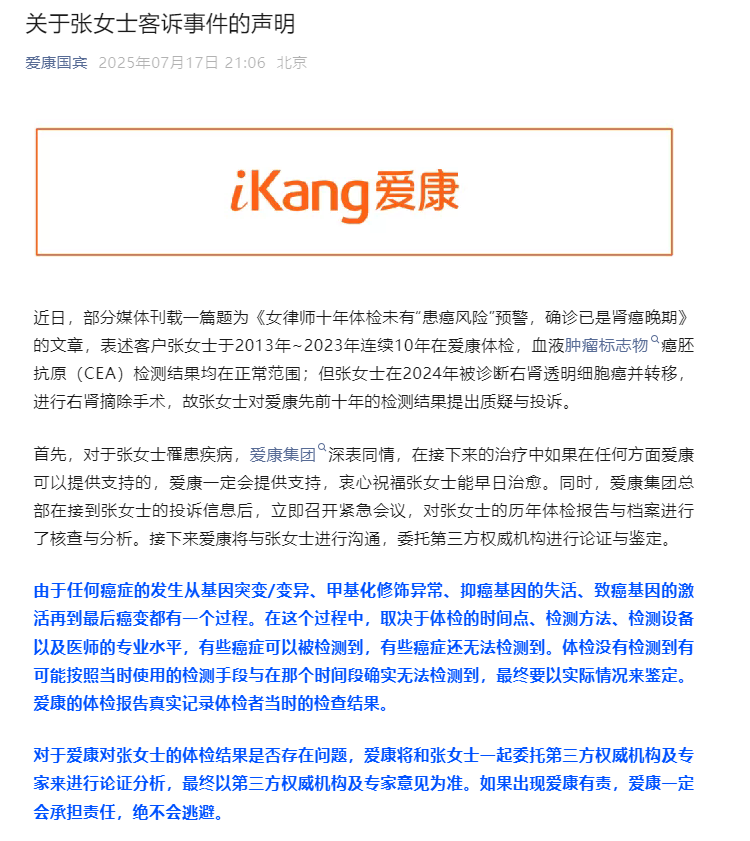 关于张女士客诉事件的声明
爱康国宾 2025年07月17日 21:06 北京
iKang爱康
近日，部分媒体刊载一篇题为《女律师十年体检未有“患癌风险”预警，确诊已是肾癌晚期》
的文章，表述客户张女士于2013年~2023年连续10年在爱康体检，血液肿瘤标志物癌胚
抗原（CEA）检测结果均在正常范围；但张女士在2024年被诊断右肾透明细胞癌并转移，
进行右肾摘除手术，故张女士对爱康先前十年的检测结果提出质疑与投诉。
首先，对于张女士罹患疾病，爱康集团深表同情，在接下来的治疗中如果在任何方面爱康
可以提供支持的，爱康一定会提供支持，衷心祝福张女士能早日治愈。同时，爱康集团总
部在接到张女士的投诉信息后，立即召开紧急会议，对张女士的历年体检报告与档案进行
了核查与分析。接下来爱康将与张女士进行沟通，委托第三方权威机构进行论证与鉴定。
由于任何癌症的发生从基因突变/变异、甲基化修饰异常、抑癌基因的失活、致癌基因的激
活再到最后癌变都有一个过程。在这个过程中，取决于体检的时间点、检测方法、检测设备
以及医师的专业水平，有些癌症可以被检测到，有些癌症还无法检测到。体检没有检测到有
可能按照当时使用的检测手段与在那个时间段确实无法检测到，最终要以实际情况来鉴定。
爱康的体检报告真实记录体检者当时的检查结果。
对于爱康对张女士的体检结果是否存在问题，爱康将和张女士一起委托第三方权威机构及专
家来进行论证分析，最终以第三方权威机构及专家意见为准。如果出现爱康有责，爱康一定
会承担责任，绝不会逃避。